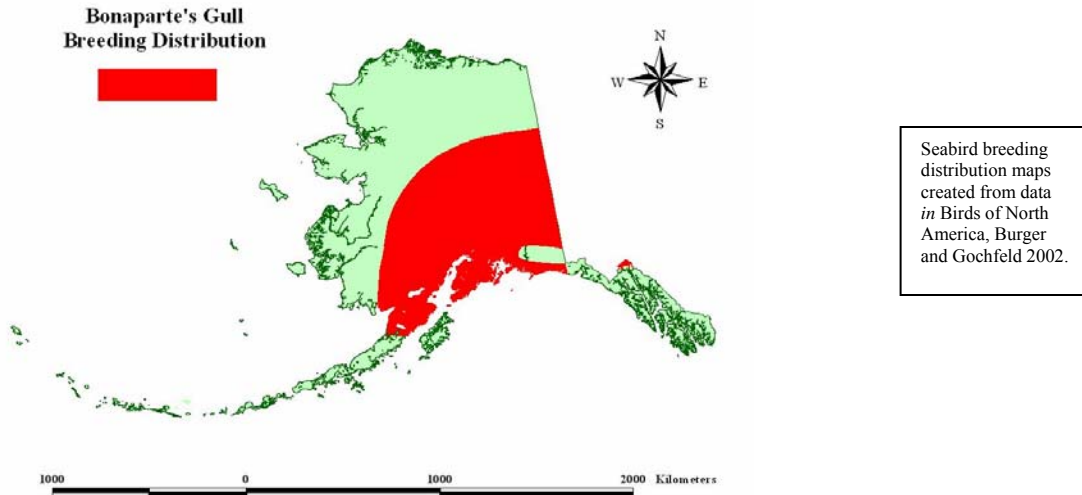 Bonaparte's Gull
Breeding Distribution
N
W
E
S
Seabird breeding
distribution maps
created from data
in Birds of North
America, Burger
and Gochfeld 2002.
1000 0 1000 2000 Kilometers